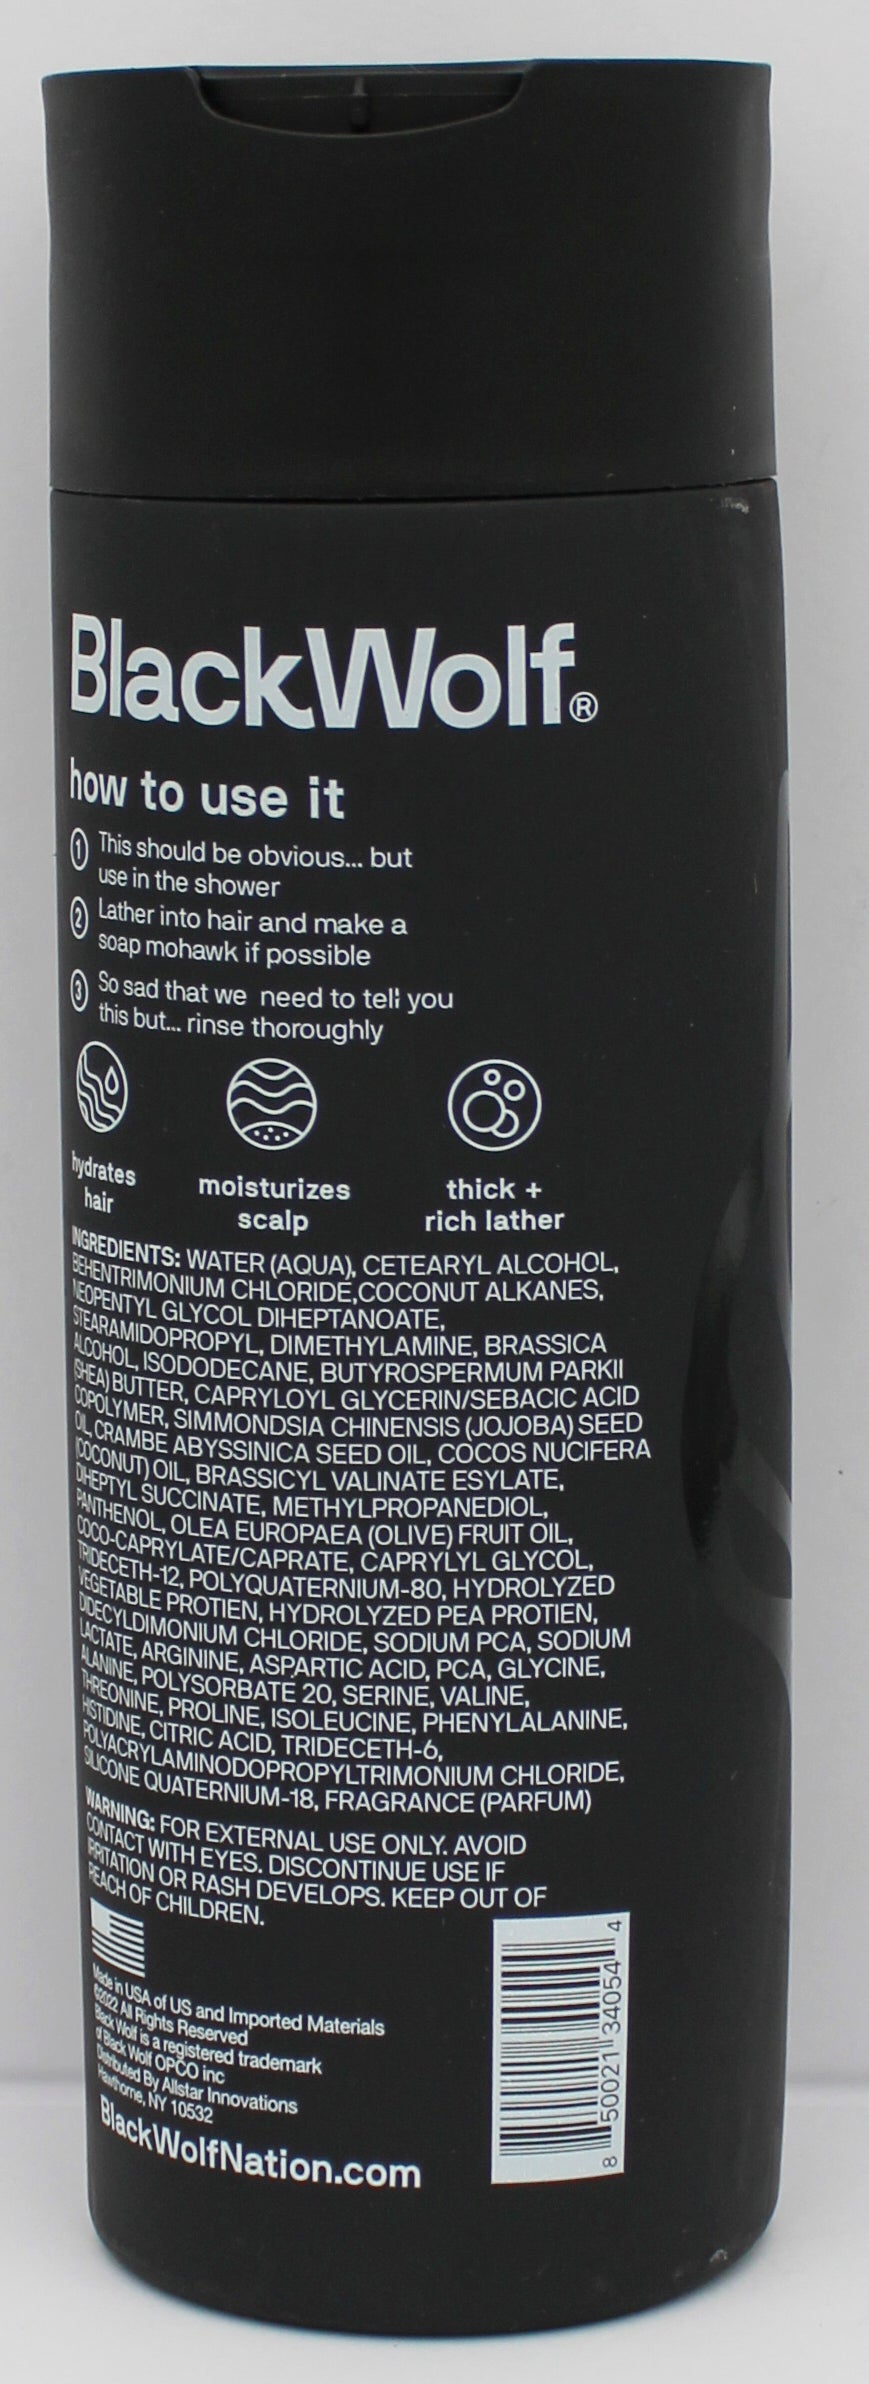 BlackWolf®
how to use it
1 This should be obvious... but
use in the shower
2 Lather into hair and make a
soap mohawk if possible
3 So sad that we need to tell you
this but... rinse thoroughly
hydrates
hair
moisturizes
scalp
thick +
rich lather
INGREDIENTS: WATER (AQUA), CETEARYL ALCOHOL,
BEHENTRIMONIUM CHLORIDE,COCONUT ALKANES,
NEOPENTYL GLYCOL DIHEPTANOATE,
STEARAMIDOPROPYL, DIMETHYLAMINE, BRASSICA
ALCOHOL, ISODODECANE, BUTYROSPERMUM PARKII
(SHEA) BUTTER, CAPRYLOYL GLYCERIN/SEBACIC ACID
COPOLYMER, SIMMONDSIA CHINENSIS (JOJOBA) SEED
OIL, CRAMBE ABYSSINICA SEED OIL, COCOS NUCIFERA
(COCONUT) OIL, BRASSICYL VALINATE ESYLATE,
DIHEPTYL SUCCINATE, METHYLPROPANEDIOL,
PANTHENOL, OLEA EUROPAEA (OLIVE) FRUIT OIL,
COCO-CAPRYLATE/CAPRATE, CAPRYLYL GLYCOL,
TRIDECETH-12, POLYQUATERNIUM-80, HYDROLYZED
VEGETABLE PROTIEN, HYDROLYZED PEA PROTIEN,
DIDECYLDIMONIUM CHLORIDE, SODIUM PCA, SODIUM
LACTATE, ARGININE, ASPARTIC ACID, PCA, GLYCINE,
ALANINE, POLYSORBATE 20, SERINE, VALINE,
THREONINE, PROLINE, ISOLEUCINE, PHENYLALANINE,
HISTIDINE, CITRIC ACID, TRIDECETH-6,
POLYACRYLAMINODOPROPYLTRIMONIUM CHLORIDE,
SILICONE QUATERNIUM-18, FRAGRANCE (PARFUM)
WARNING: FOR EXTERNAL USE ONLY. AVOID
CONTACT WITH EYES. DISCONTINUE USE IF
IRRITATION OR RASH DEVELOPS. KEEP OUT OF
REACH OF CHILDREN.
Made in USA of US and Imported Materials
©2022 All Rights Reserved
Black Wolf is a registered trademark
of Black Wolf OPCO inc
Distributed By Allstar Innovations
Hawthorne, NY 10532
BlackWolfNation.com
8 50021 34054 4